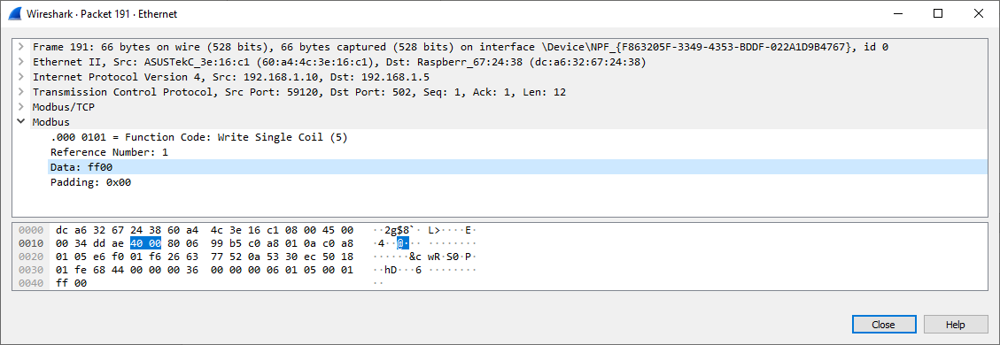 Wireshark · Packet 191 · Ethernet
Frame 191: 66 bytes on wire (528 bits), 66 bytes captured (528 bits) on interface \Device\NPF_{F863205F-3349-4353-BDDF-022A1D9B4767}, id 0
Ethernet II, Src: ASUSTekC_3e:16:c1 (60:a4:4c:3e:16:c1), Dst: Raspberr_67:24:38 (dc:a6:32:67:24:38)
Internet Protocol Version 4, Src: 192.168.1.10, Dst: 192.168.1.5
Transmission Control Protocol, Src Port: 59120, Dst Port: 502, Seq: 1, Ack: 1, Len: 12
Modbus/TCP
Modbus
.000 0101 = Function Code: Write Single Coil (5)
Reference Number: 1
Data: ff00
Padding: 0x00
0000 dc a6 32 67 24 38 60 a4 4c 3e 16 c1 08 00 45 00 ··2g$8`· L>····E·
0010 00 34 dd ae 40 00 80 06 99 b5 c0 a8 01 0a c0 a8 ·4··@··· ········
0020 01 05 e6 f0 01 f6 26 63 77 52 0a 53 30 ec 50 18 ······&c wR·S0·P·
0030 01 fe 68 44 00 00 00 36 00 00 00 06 01 05 00 01 ··hD···6 ········
0040 ff 00 ··
Close Help